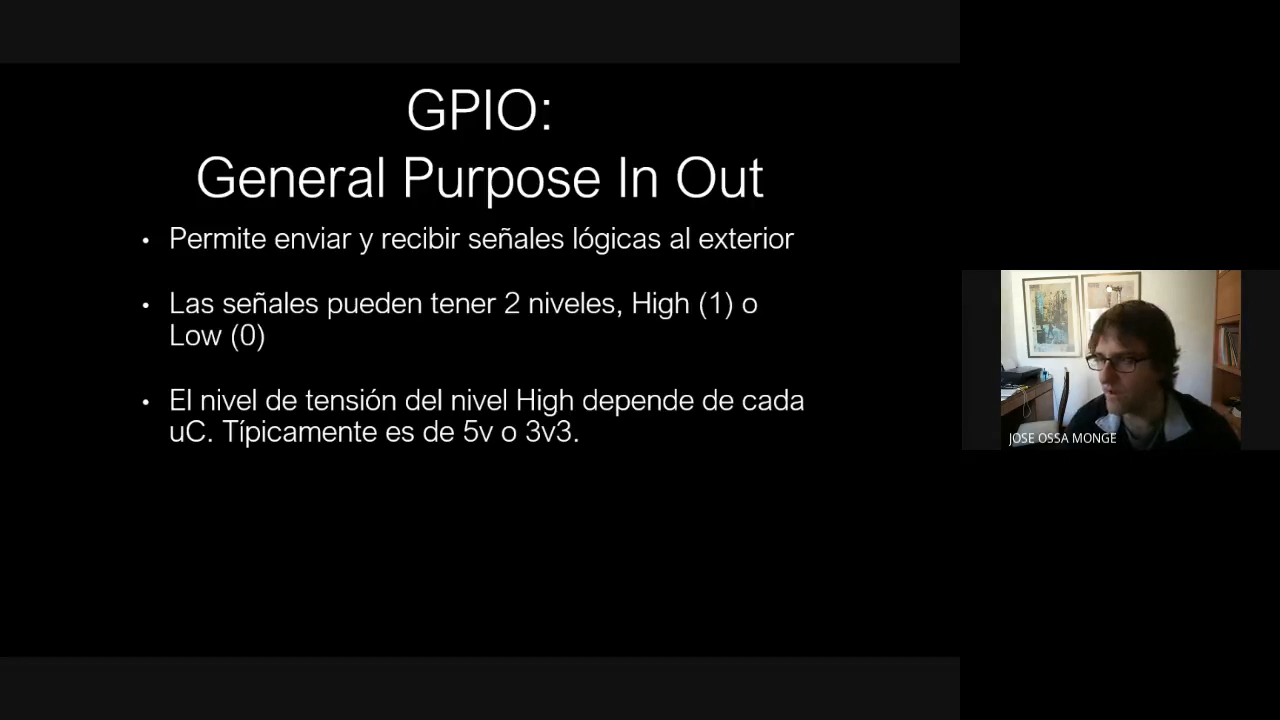 GPIO:
General Purpose In Out
• Permite enviar y recibir señales lógicas al exterior
• Las señales pueden tener 2 niveles, High (1) o
Low (0)
• El nivel de tensión del nivel High depende de cada
uC. Típicamente es de 5v o 3v3.
JOSE OSSA MONGE